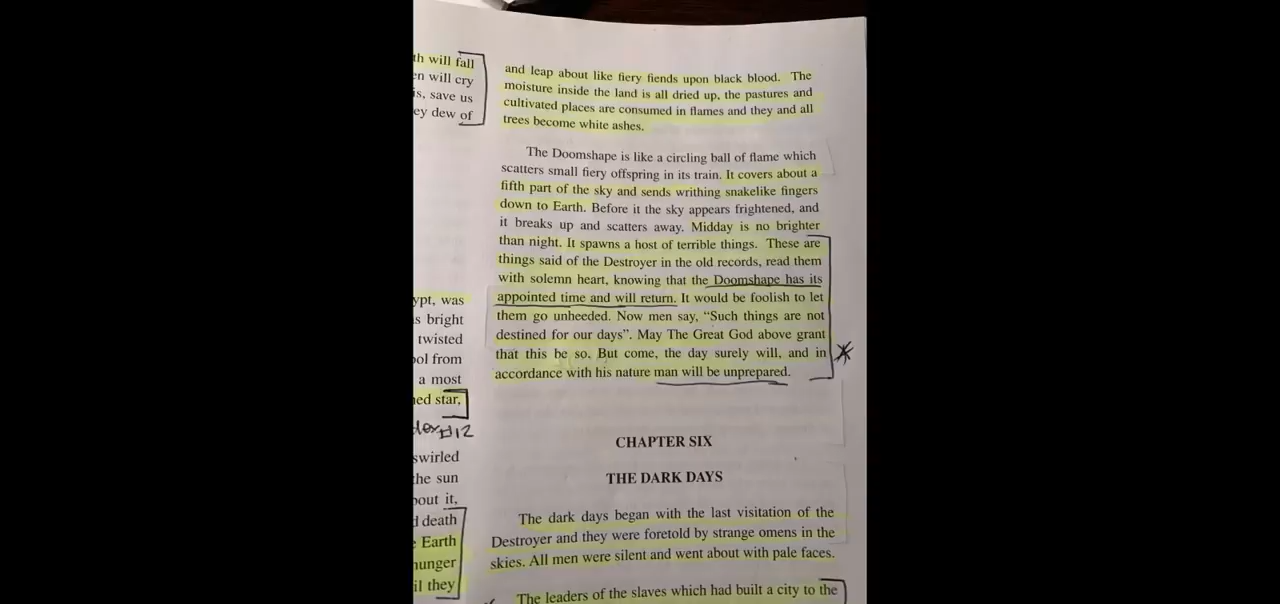 th will fall
en will cry
is, save us
ey dew of
ypt, was
s bright
twisted
ool from
a most
ned star,
#12
swirled
the sun
bout it,
d death
Earth
hunger
il they
and leap about like fiery fiends upon black blood. The
moisture inside the land is all dried up, the pastures and
cultivated places are consumed in flames and they and all
trees become white ashes.
The Doomshape is like a circling ball of flame which
scatters small fiery offspring in its train. It covers about a
fifth part of the sky and sends writhing snakelike fingers
down to Earth. Before it the sky appears frightened, and
it breaks up and scatters away. Midday is no brighter
than night. It spawns a host of terrible things. These are
things said of the Destroyer in the old records, read them
with solemn heart, knowing that the Doomshape has its
appointed time and will return. It would be foolish to let
them go unheeded. Now men say, “Such things are not
destined for our days”. May The Great God above grant
that this be so. But come, the day surely will, and in
accordance with his nature man will be unprepared.
CHAPTER SIX
THE DARK DAYS
The dark days began with the last visitation of the
Destroyer and they were foretold by strange omens in the
skies. All men were silent and went about with pale faces.
The leaders of the slaves which had built a city to the